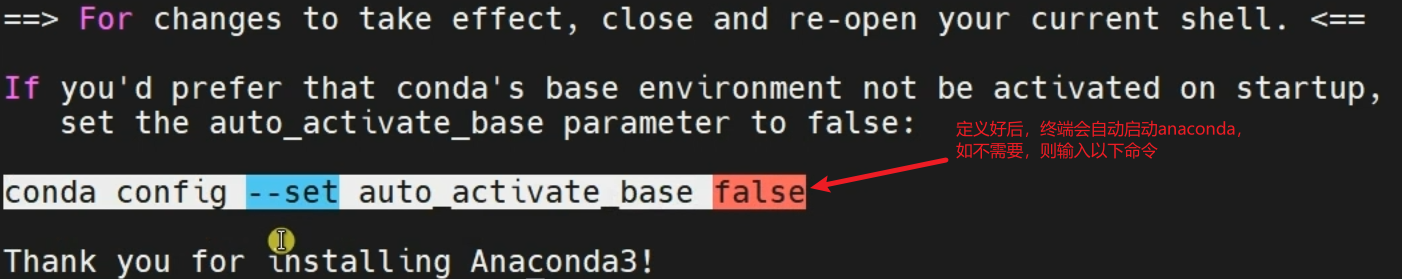 ==> For changes to take effect, close and re-open your current shell. <==
If you'd prefer that conda's base environment not be activated on startup,
set the auto_activate_base parameter to false:
定义好后，终端会自动启动anaconda，
如不需要，则输入以下命令
conda config --set auto_activate_base false
Thank you for installing Anaconda3!